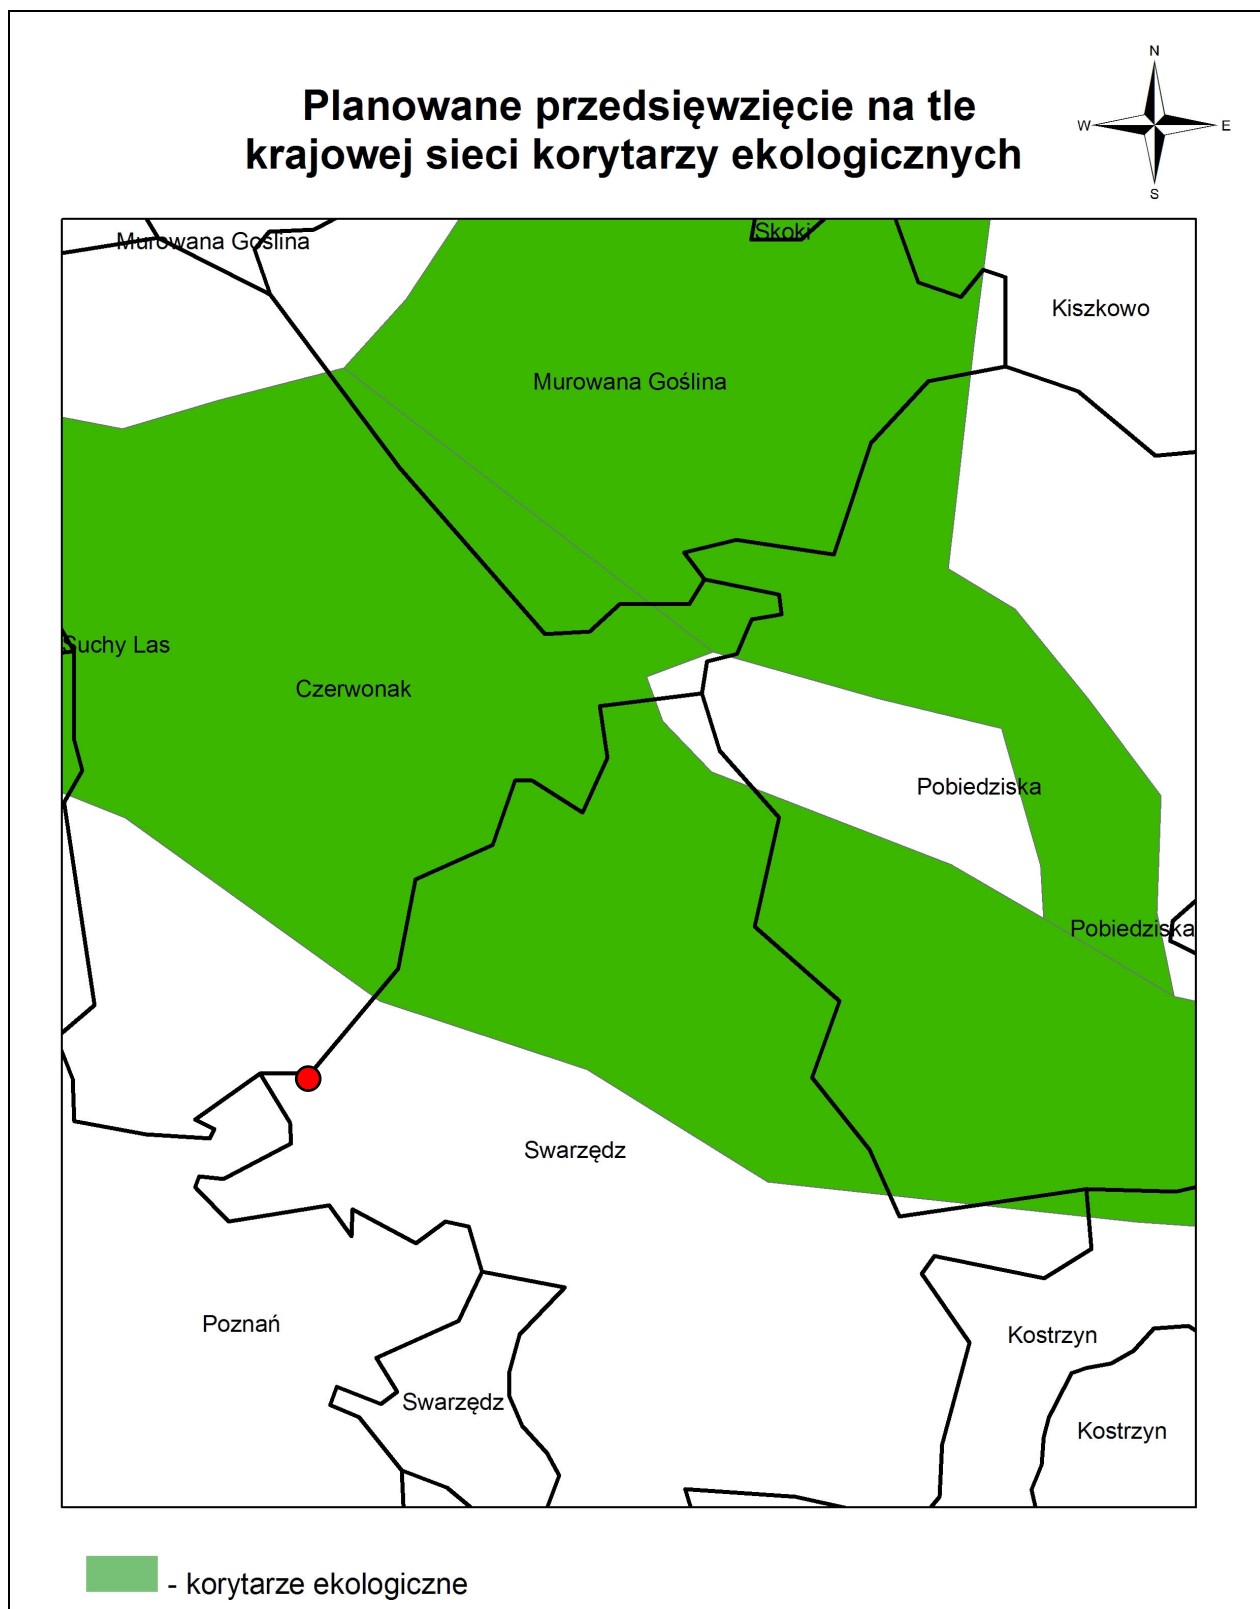 N
Planowane przedsięwzięcie na tle
W E
krajowej sieci korytarzy ekologicznych
S
Skoki
Murowana Goślina
Kiszkowo
Murowana Goślina
Suchy Las
Czerwonak
Pobiedziska
Pobiedziska
Swarzędz
Poznań
Kostrzyn
Swarzędz
Kostrzyn
- korytarze ekologiczne